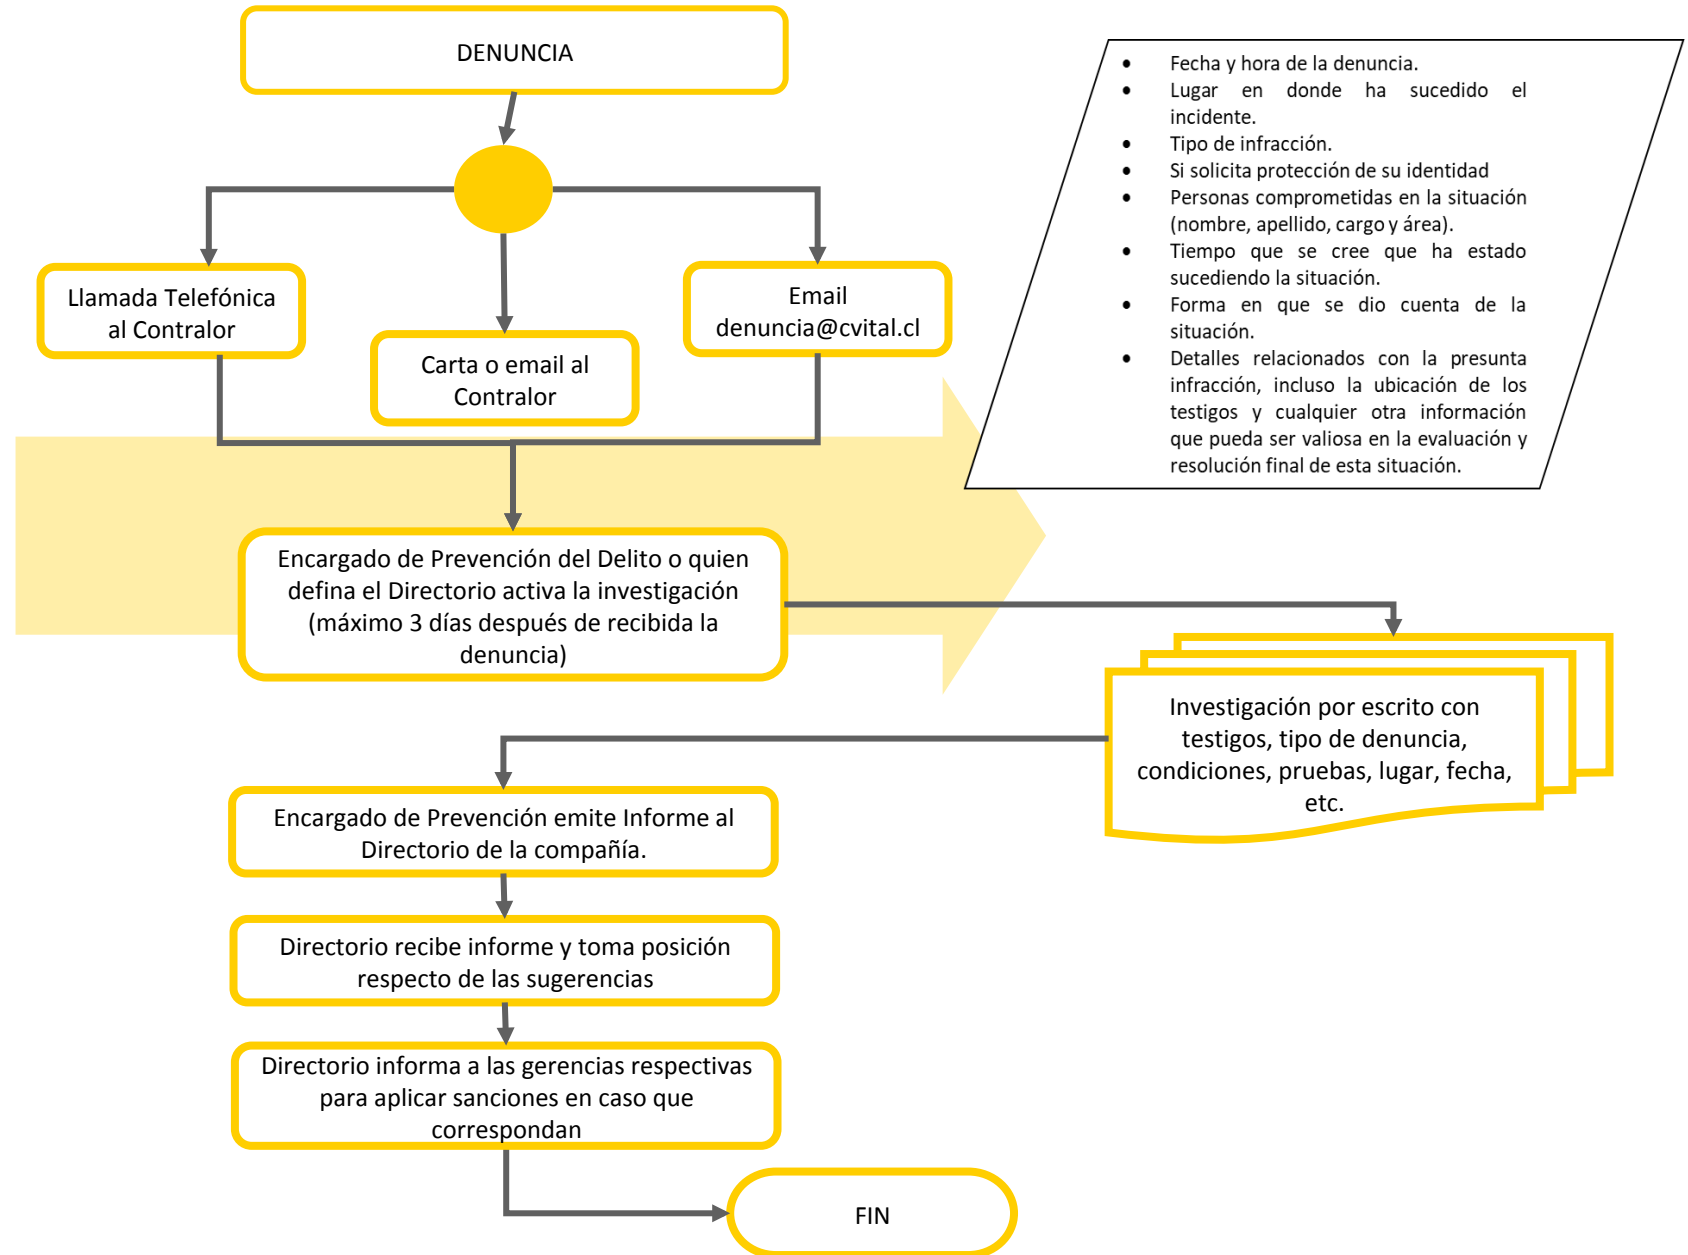 DENUNCIA
• Fecha y hora de la denuncia.
• Lugar en donde ha sucedido el
incidente.
• Tipo de infracción.
• Si solicita protección de su identidad
• Personas comprometidas en la situación
(nombre, apellido, cargo y área).
• Tiempo que se cree que ha estado
sucediendo la situación.
• Forma en que se dio cuenta de la
situación.
• Detalles relacionados con la presunta
infracción, incluso la ubicación de los
testigos y cualquier otra información
que pueda ser valiosa en la evaluación y
resolución final de esta situación.
Llamada Telefónica
al Contralor
Carta o email al
Contralor
Email
denuncia@cvital.cl
Encargado de Prevención del Delito o quien
defina el Directorio activa la investigación
(máximo 3 días después de recibida la
denuncia)
Investigación por escrito con
testigos, tipo de denuncia,
condiciones, pruebas, lugar, fecha,
etc.
Encargado de Prevención emite Informe al
Directorio de la compañía.
Directorio recibe informe y toma posición
respecto de las sugerencias
Directorio informa a las gerencias respectivas
para aplicar sanciones en caso que
correspondan
FIN